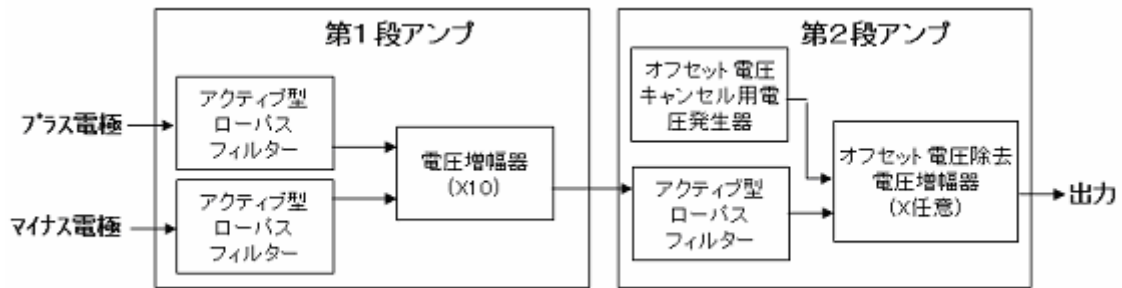 第1段アンプ
プラス電極
アクティブ型
ローパス
フィルター
マイナス電極
アクティブ型
ローパス
フィルター
電圧増幅器
(X10)
第2段アンプ
オフセット電圧
キャンセル用電
圧発生器
アクティブ型
ローパス
フィルター
オフセット電圧除去
電圧増幅器
(X任意)
出力